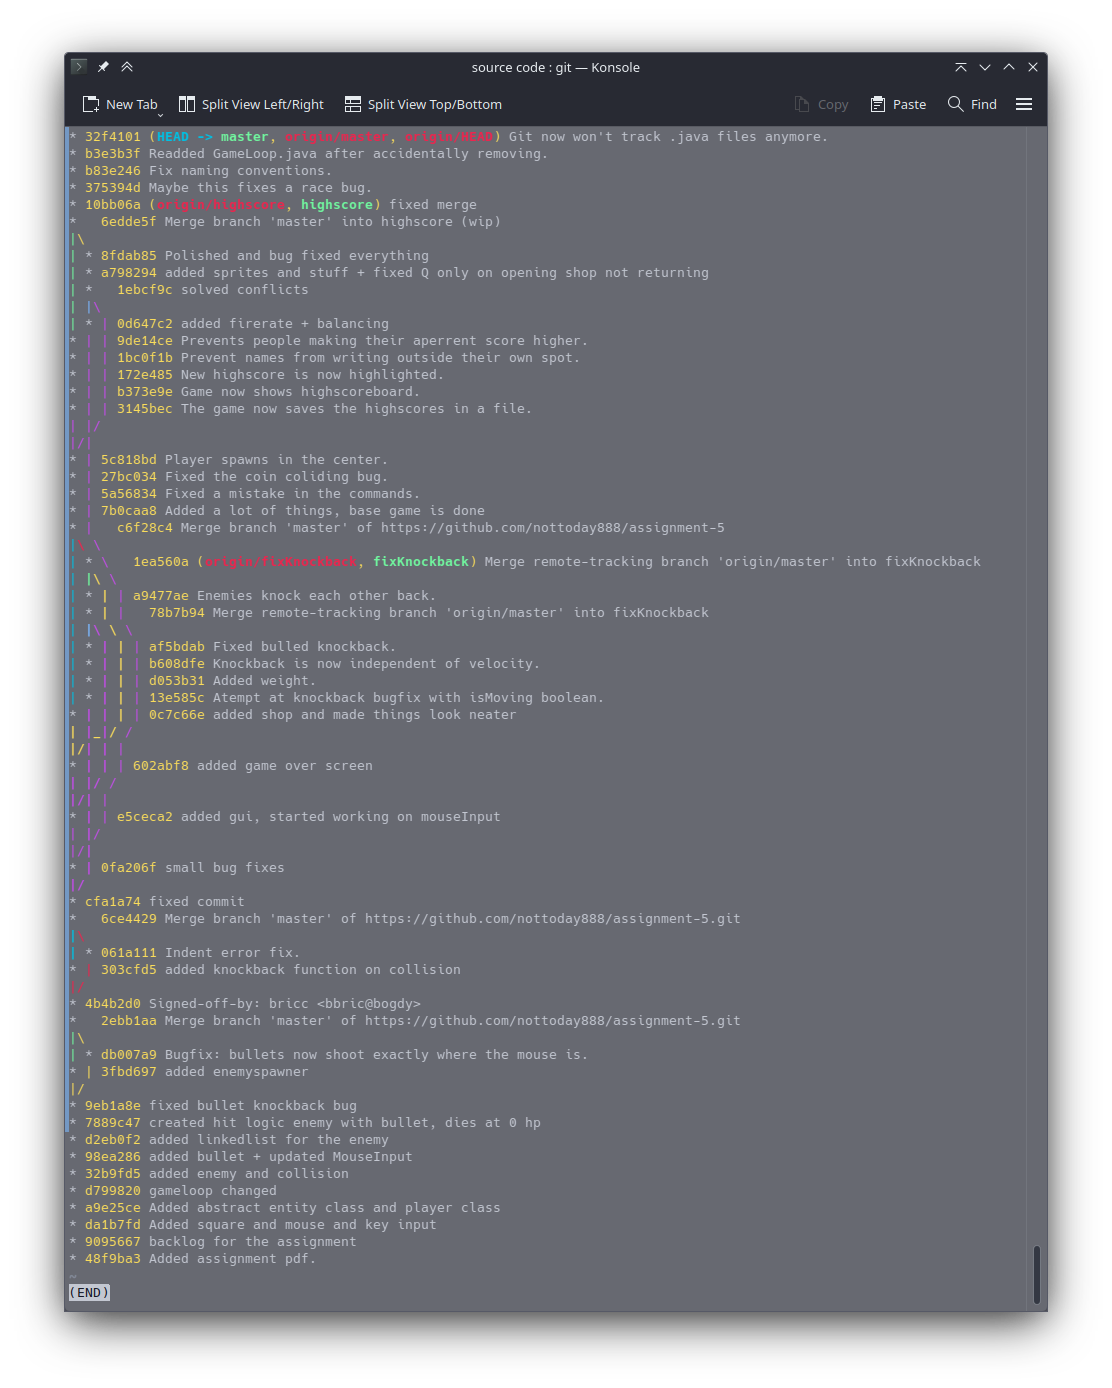 source code : git — Konsole
New Tab Split View Left/Right Split View Top/Bottom Copy Paste Find
* 32f4101 (HEAD -> master, origin/master, origin/HEAD) Git now won't track .java files anymore.
* b3e3b3f Readded GameLoop.java after accidentally removing.
* b83e246 Fix naming conventions.
* 375394d Maybe this fixes a race bug.
* 10bb06a (origin/highscore, highscore) fixed merge
*   6edde5f Merge branch 'master' into highscore (wip)
|\
| * 8fdab85 Polished and bug fixed everything
| * a798294 added sprites and stuff + fixed Q only on opening shop not returning
| *   1ebcf9c solved conflicts
| |\
| * | 0d647c2 added firerate + balancing
* | | 9de14ce Prevents people making their aperrent score higher.
* | | 1bc0f1b Prevent names from writing outside their own spot.
* | | 172e485 New highscore is now highlighted.
* | | b373e9e Game now shows highscoreboard.
* | | 3145bec The game now saves the highscores in a file.
| |/
|/|
* | 5c818bd Player spawns in the center.
* | 27bc034 Fixed the coin coliding bug.
* | 5a56834 Fixed a mistake in the commands.
* | 7b0caa8 Added a lot of things, base game is done
* |   c6f28c4 Merge branch 'master' of https://github.com/nottoday888/assignment-5
|\ \
| * \   1ea560a (origin/fixKnockback, fixKnockback) Merge remote-tracking branch 'origin/master' into fixKnockback
| |\ \
| * | | a9477ae Enemies knock each other back.
| * | |   78b7b94 Merge remote-tracking branch 'origin/master' into fixKnockback
| |\ \ \
| * | | | af5bdab Fixed bulled knockback.
| * | | | b608dfe Knockback is now independent of velocity.
| * | | | d053b31 Added weight.
| * | | | 13e585c Atempt at knockback bugfix with isMoving boolean.
* | | | | 0c7c66e added shop and made things look neater
| |_|/ /
|/| | |
* | | | 602abf8 added game over screen
| |/ /
|/| |
* | | e5ceca2 added gui, started working on mouseInput
| |/
|/|
* | 0fa206f small bug fixes
|/
* cfa1a74 fixed commit
*   6ce4429 Merge branch 'master' of https://github.com/nottoday888/assignment-5.git
|\
| * 061a111 Indent error fix.
* | 303cfd5 added knockback function on collision
|/
* 4b4b2d0 Signed-off-by: bricc <bbric@bogdy>
*   2ebb1aa Merge branch 'master' of https://github.com/nottoday888/assignment-5.git
|\
| * db007a9 Bugfix: bullets now shoot exactly where the mouse is.
* | 3fbd697 added enemyspawner
|/
* 9eb1a8e fixed bullet knockback bug
* 7889c47 created hit logic enemy with bullet, dies at 0 hp
* d2eb0f2 added linkedlist for the enemy
* 98ea286 added bullet + updated MouseInput
* 32b9fd5 added enemy and collision
* d799820 gameloop changed
* a9e25ce Added abstract entity class and player class
* da1b7fd Added square and mouse and key input
* 9095667 backlog for the assignment
* 48f9ba3 Added assignment pdf.
~
(END)